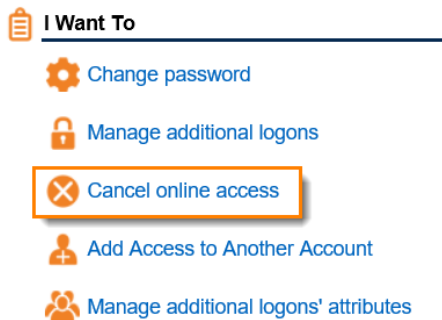 I Want To
Change password
Manage additional logons
Cancel online access
Add Access to Another Account
Manage additional logons' attributes